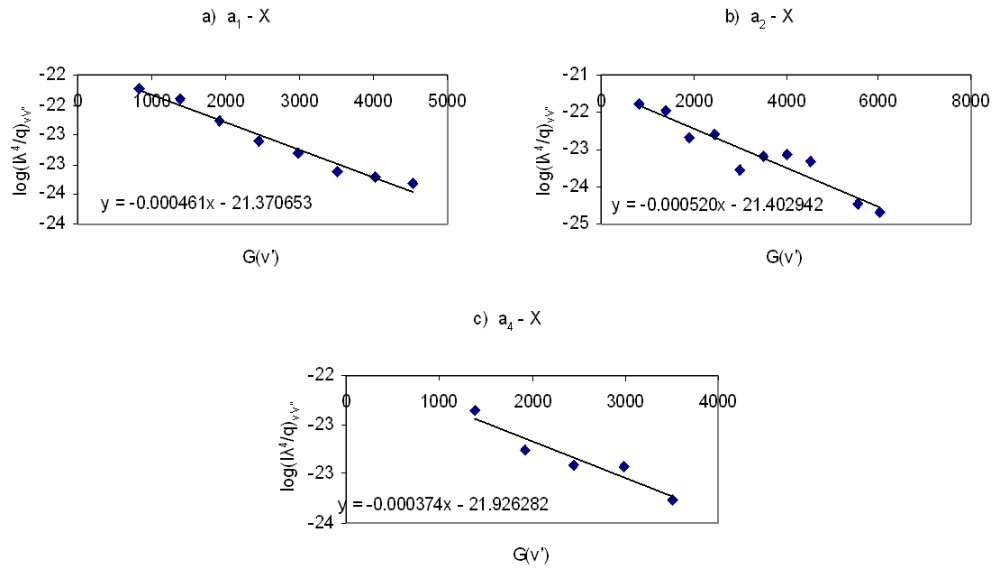 a) a₁ - X
-22
-22
-23
-23
-24
-24
0 1000 2000 3000 4000 5000
log(Iλ⁴/q)ᵥ'ᵥ"
y = -0.000461x - 21.370653
G(v')
b) a₂ - X
-21
-22
-23
-24
-25
0 2000 4000 6000 8000
log(Iλ⁴/q)ᵥ'ᵥ"
y = -0.000520x - 21.402942
G(v')
c) a₄ - X
-22
-23
-23
-24
0 1000 2000 3000 4000
log(Iλ⁴/q)ᵥ'ᵥ"
y = -0.000374x - 21.926282
G(v')